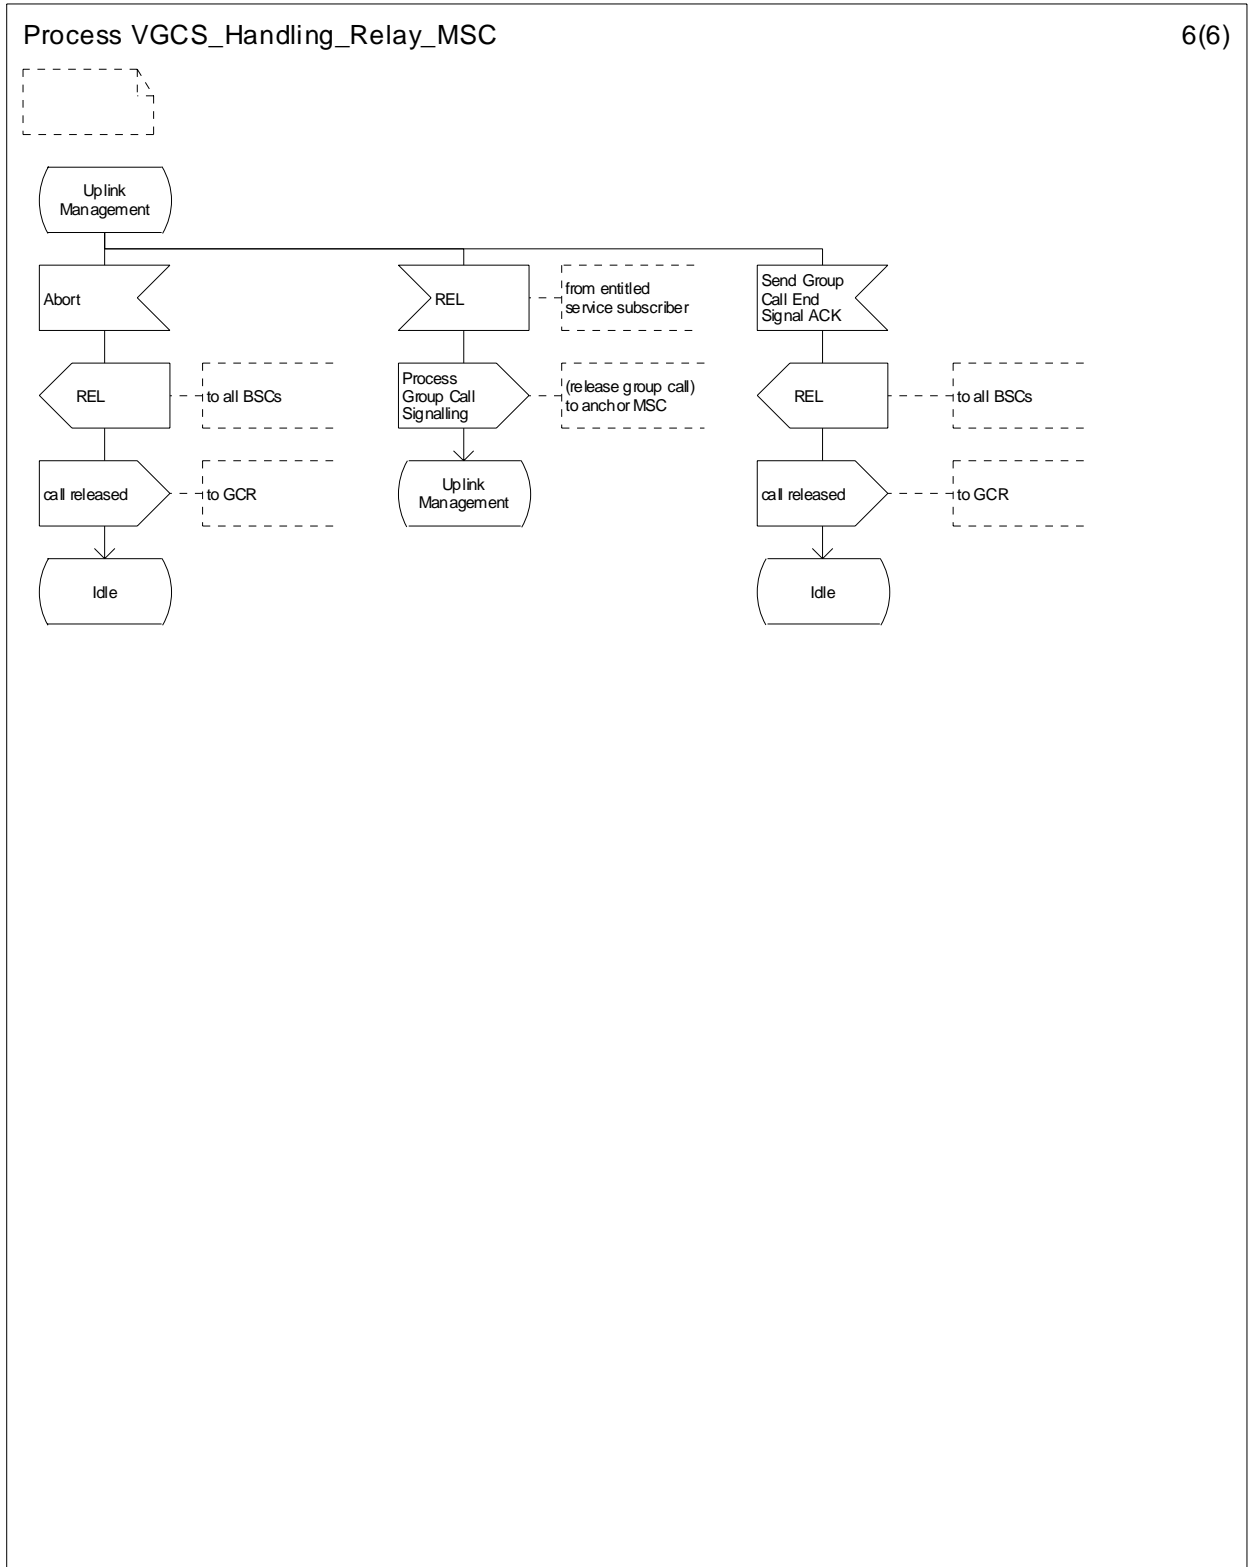 Process VGCS_Handling_Relay_MSC
6(6)
Uplink
Management
Abort
REL
to all BSCs
call released
to GCR
Idle
REL
from entitled
service subscriber
Process
Group Call
Signalling
(release group call)
to anchor MSC
Uplink
Management
Send Group
Call End
Signal ACK
REL
to all BSCs
call released
to GCR
Idle